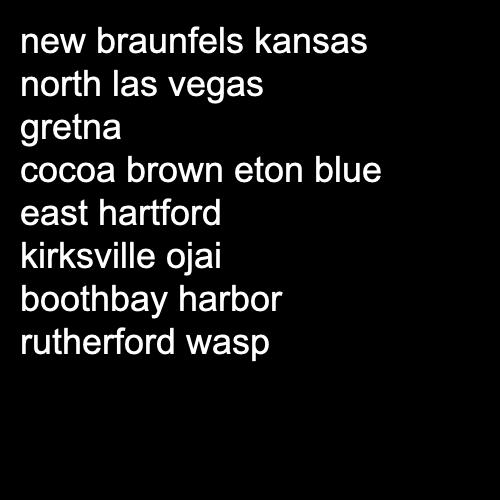 new braunfels kansas
north las vegas
gretna
cocoa brown eton blue
east hartford
kirksville ojai
boothbay harbor
rutherford wasp